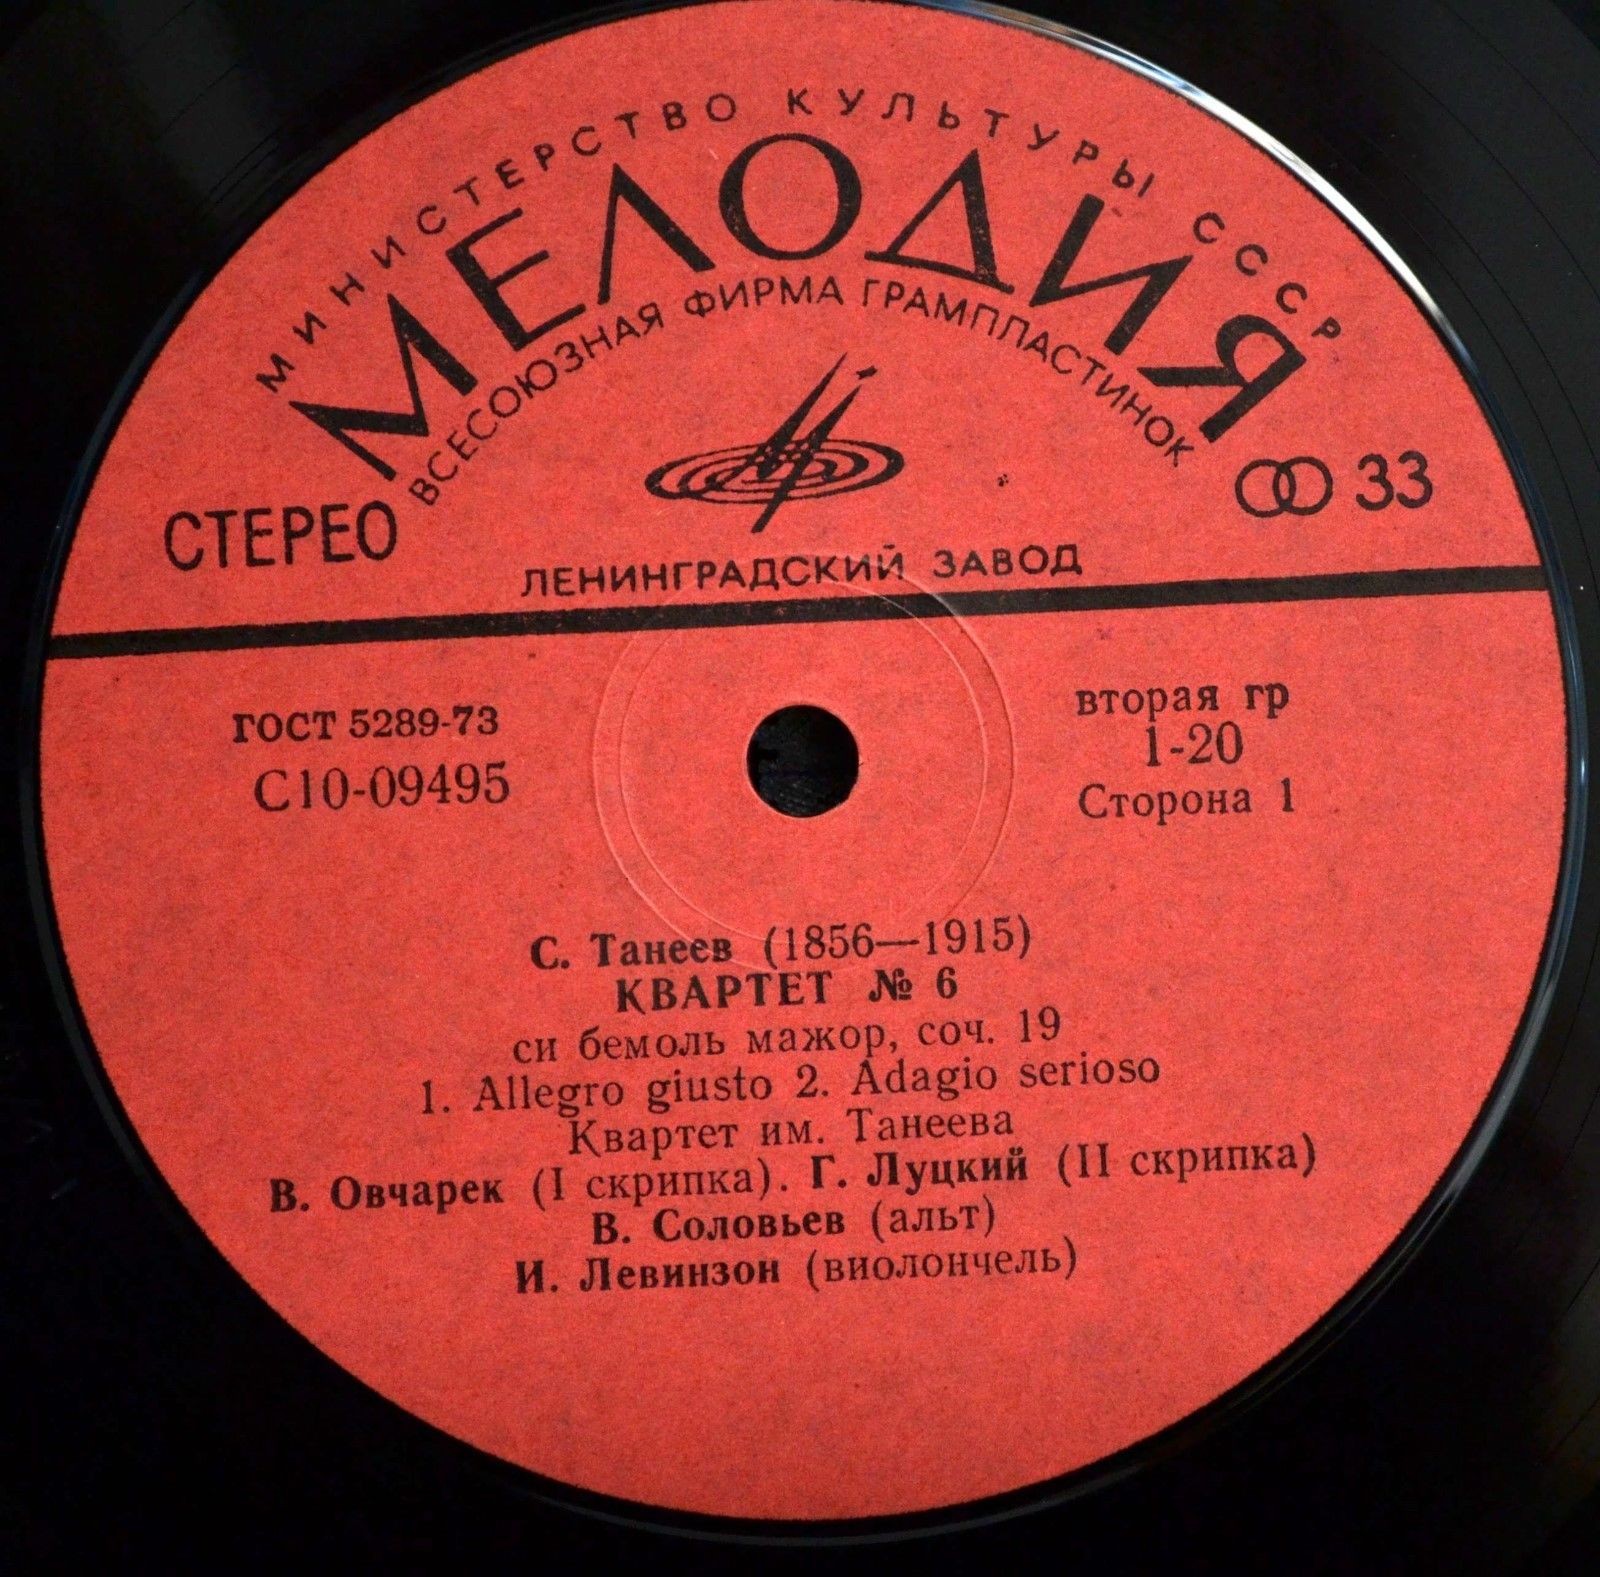 МИНИСТЕРСТВО КУЛЬТУРЫ СССР
МЕЛОДИЯ
ВСЕСОЮЗНАЯ ФИРМА ГРАМПЛАСТИНОК
СТЕРЕО
33
ЛЕНИНГРАДСКИЙ ЗАВОД
ГОСТ 5289-73
С10-09495
вторая гр
1-20
Сторона 1
С. Танеев (1856—1915)
КВАРТЕТ № 6
си бемоль мажор, соч. 19
1. Allegro giusto 2. Adagio serioso
Квартет им. Танеева
В. Овчарек (I скрипка). Г. Луцкий (II скрипка)
В. Соловьев (альт)
И. Левинзон (виолончель)